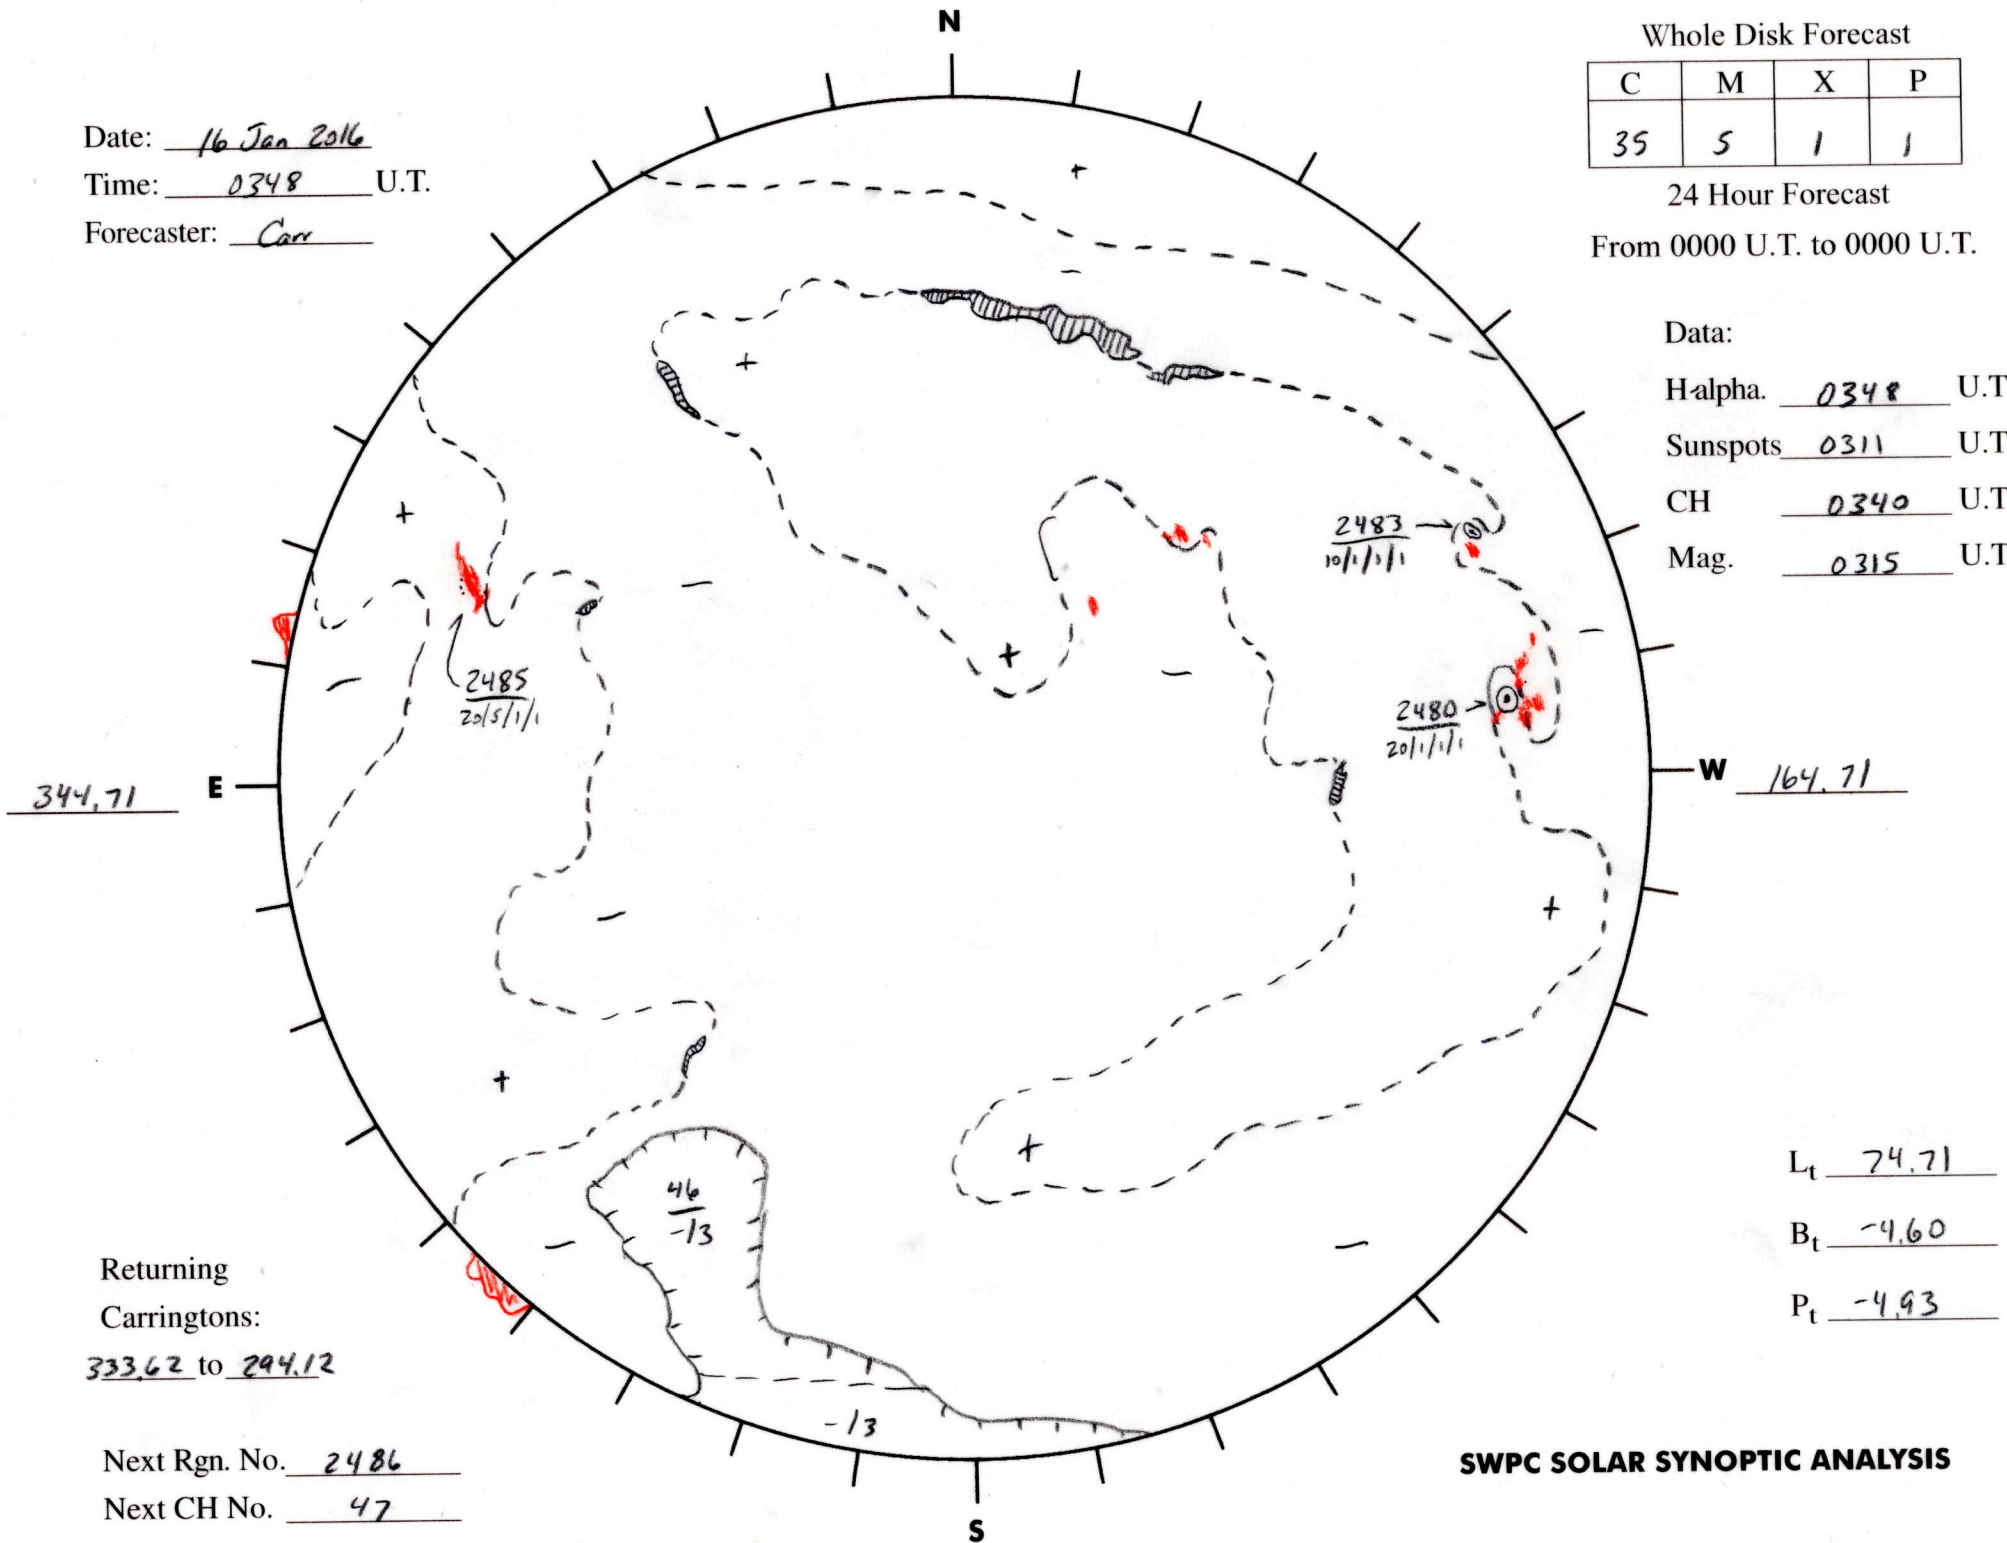 N
Whole Disk Forecast
C M X P
35 5 1 1
24 Hour Forecast
From 0000 U.T. to 0000 U.T.
Date: 16 Jan 2016
Time: 0348 U.T.
Forecaster: Carr
Data:
H-alpha. 0348 U.T
Sunspots 0311 U.T
CH 0340 U.T
Mag. 0315 U.T
+
−
+
+
2483
10/1/1/1
−
+
−
−
−
2485
20/5/1/1
2480
20/1/1/1
344.71 E
W 164.71
−
+
+
+
46
-13
−
−
-13
Lt 74.71
Bt -4.60
Pt -4.93
Returning
Carringtons:
333.62 to 294.12
Next Rgn. No. 2486
Next CH No. 47
SWPC SOLAR SYNOPTIC ANALYSIS
S